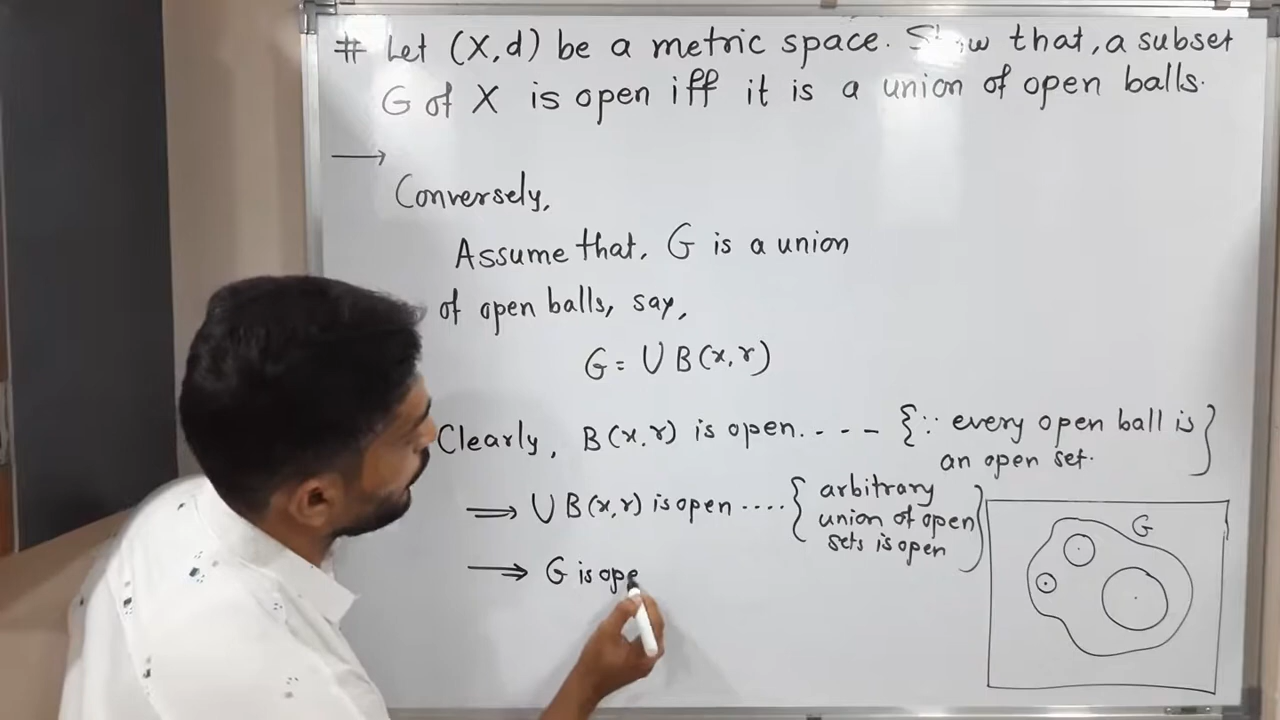 # Let (X,d) be a metric space. Show that, a subset
G of X is open iff it is a union of open balls.
→
Conversely,
Assume that, G is a union
of open balls, say,
G = ∪ B(x,r)
Clearly, B(x,r) is open. - - - {∵ every open ball is
an open set. }
⟹ ∪ B(x,r) is open .... { arbitrary
union of open
sets is open }
⟹ G is ope
G